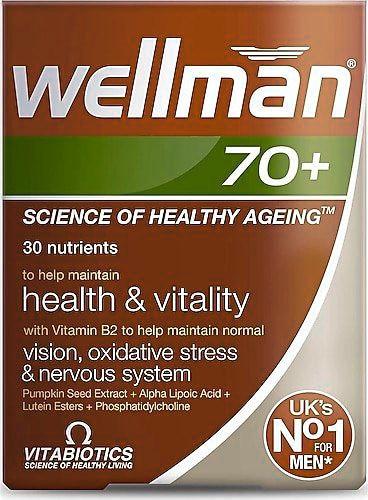 wellman®
70+
SCIENCE OF HEALTHY AGEING™
30 nutrients
to help maintain
health & vitality
with Vitamin B2 to help maintain normal
vision, oxidative stress
& nervous system
Pumpkin Seed Extract + Alpha Lipoic Acid +
Lutein Esters + Phosphatidylcholine
VITABIOTICS
SCIENCE OF HEALTHY LIVING
UK's
No1
FOR
MEN*